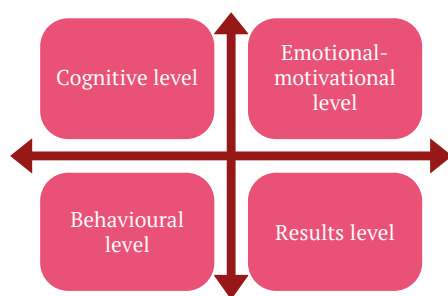 Cognitive level
Emotional-
motivational
level
Behavioural
level
Results level